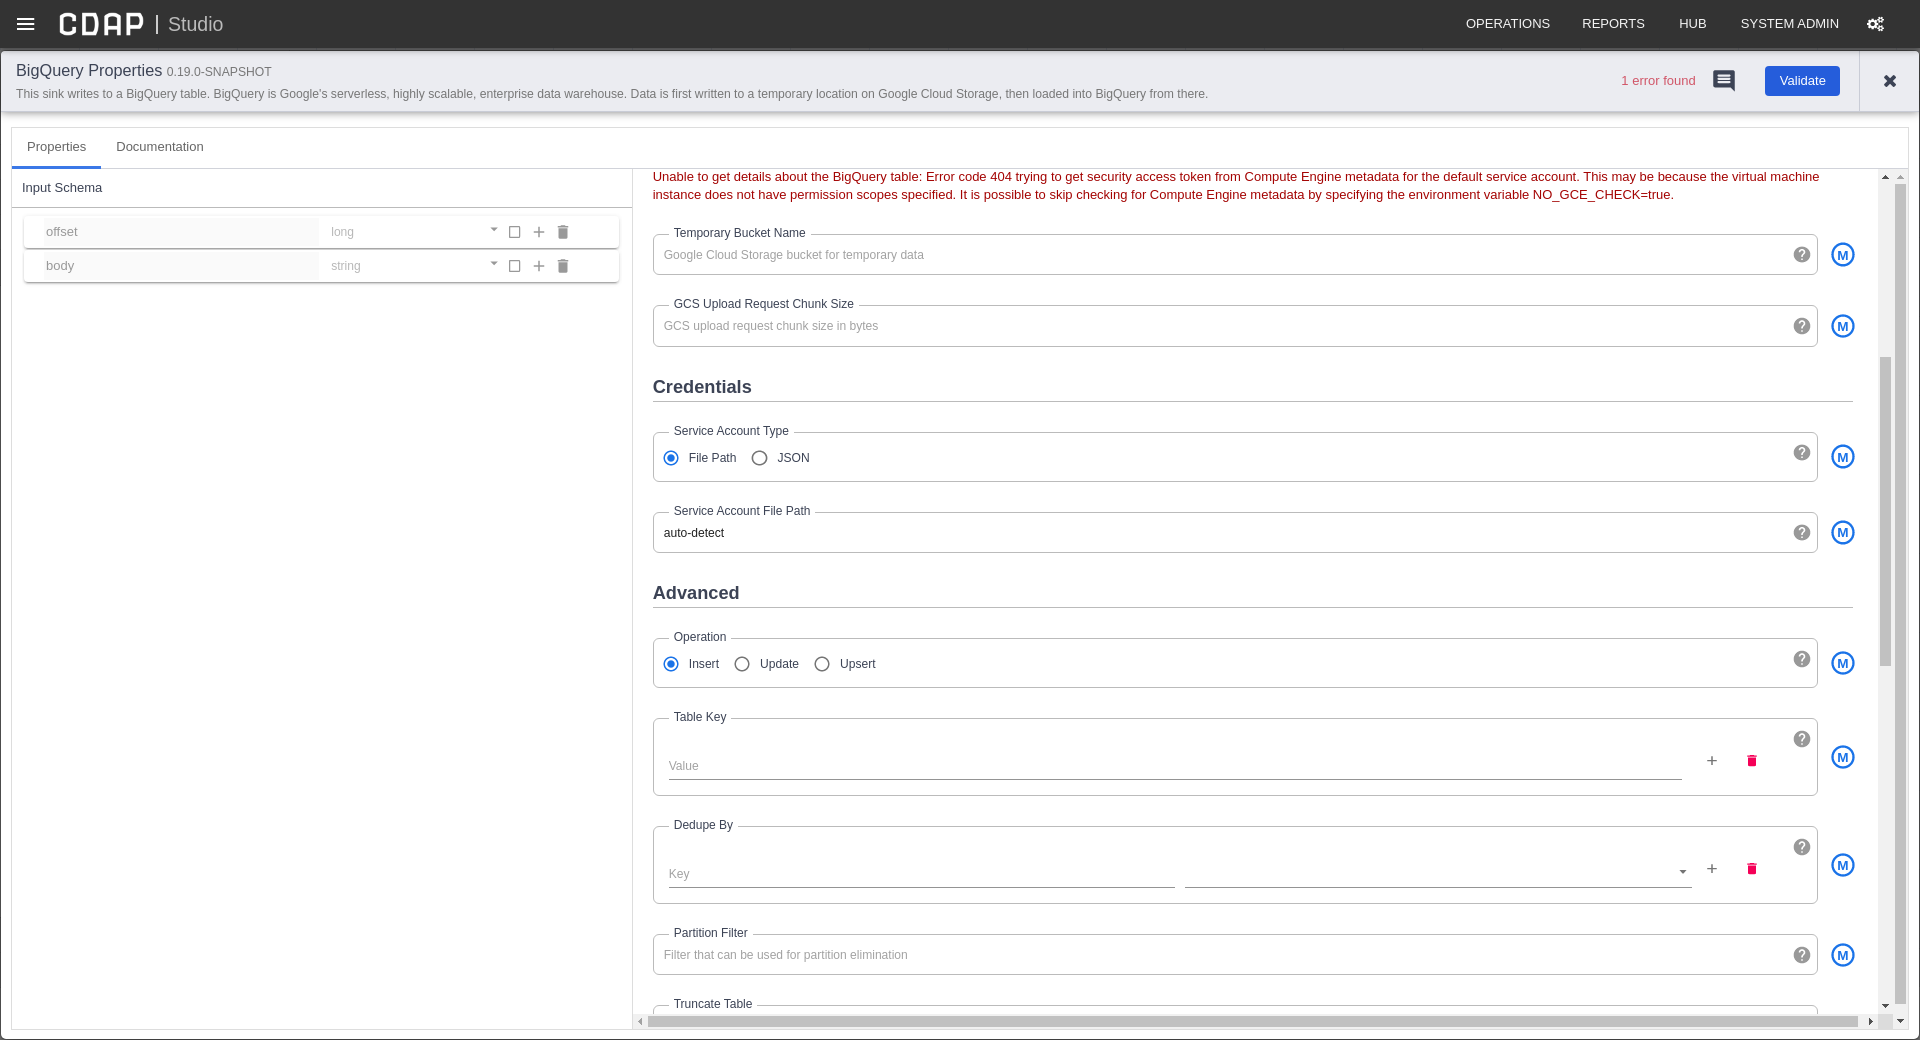 CDAP | Studio
OPERATIONS REPORTS HUB SYSTEM ADMIN
BigQuery Properties 0.19.0-SNAPSHOT
This sink writes to a BigQuery table. BigQuery is Google's serverless, highly scalable, enterprise data warehouse. Data is first written to a temporary location on Google Cloud Storage, then loaded into BigQuery from there.
1 error found
Validate
Properties Documentation
Input Schema
offset long
body string
Unable to get details about the BigQuery table: Error code 404 trying to get security access token from Compute Engine metadata for the default service account. This may be because the virtual machine
instance does not have permission scopes specified. It is possible to skip checking for Compute Engine metadata by specifying the environment variable NO_GCE_CHECK=true.
Temporary Bucket Name
Google Cloud Storage bucket for temporary data
M
GCS Upload Request Chunk Size
GCS upload request chunk size in bytes
M
Credentials
Service Account Type
File Path JSON
M
Service Account File Path
auto-detect
M
Advanced
Operation
Insert Update Upsert
M
Table Key
Value
M
Dedupe By
Key
M
Partition Filter
Filter that can be used for partition elimination
M
Truncate Table